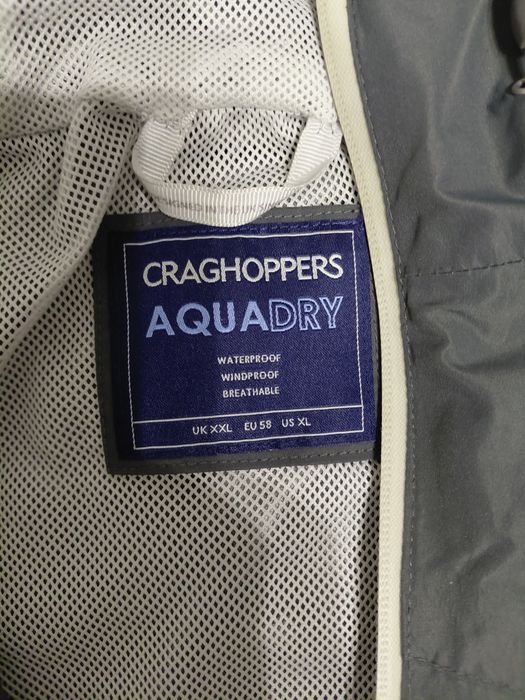 CRAGHOPPERS
AQUADRY
WATERPROOF
WINDPROOF
BREATHABLE
UK XXL EU 58 US XL